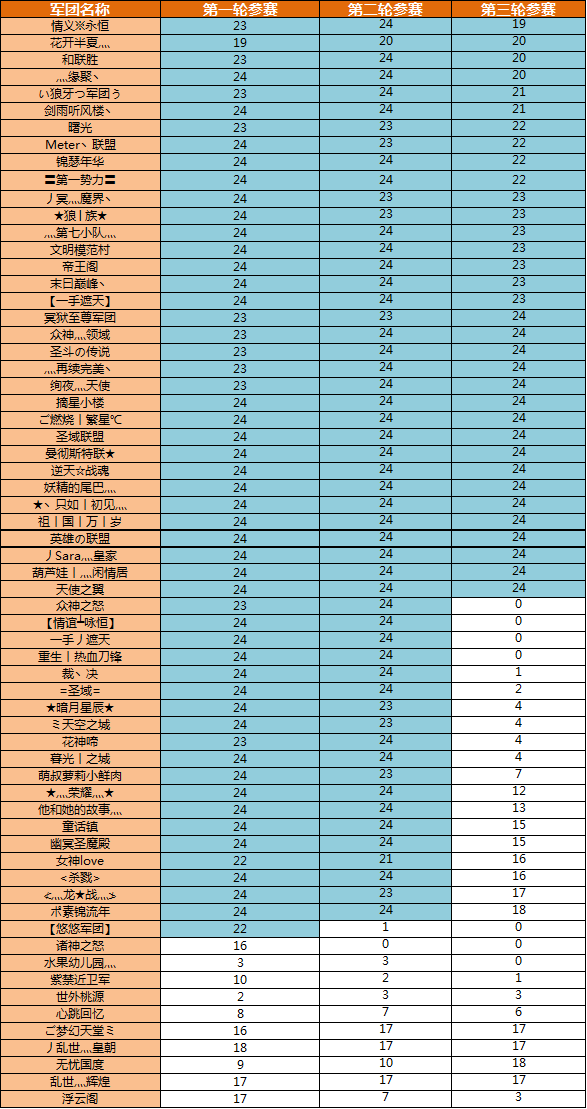 军团名称 第一轮参赛 第二轮参赛 第三轮参赛
情义※永恒 23 24 19
花开半夏灬 19 20 20
和联胜 23 24 20
灬缘聚丶 24 24 20
ぃ狼牙つ军团う 23 24 21
剑雨听风楼丶 24 24 21
曙光 23 23 22
Meter丶联盟 24 23 22
锦瑟年华 24 24 22
〓第一势力〓 24 24 22
丿冥灬魔界丶 24 23 23
★狼丨族★ 24 23 23
灬第七小队灬 24 24 23
文明模范村 24 24 23
帝王阁 24 24 23
末日巅峰丶 24 24 23
【一手遮天】 24 24 23
冥狱至尊军团 23 23 24
众神灬领域 23 24 24
圣斗の传说 23 24 24
灬再续完美丶 23 24 24
绚夜灬天使 23 24 24
摘星小楼 24 24 24
ご燃烧丨繁星℃ 24 24 24
圣域联盟 24 24 24
曼彻斯特联★ 24 24 24
逆天☆战魂 24 24 24
妖精的尾巴灬 24 24 24
★丶只如丨初见灬 24 24 24
祖丨国丨万丨岁 24 24 24
英雄の联盟 24 24 24
丿Sara灬皇家 24 24 24
葫芦娃丨灬闲情居 24 24 24
天使之翼 24 24 24
众神之怒 23 24 0
【情谊┷咏恒】 24 24 0
一手丿遮天 24 24 0
重生丨热血刀锋 24 24 0
裁丶决 24 24 1
=圣域= 24 24 2
★暗月星辰★ 24 23 4
ミ天空之城 24 23 4
花神啼 23 24 4
暮光丨之城 24 24 4
萌叔萝莉小鲜肉 24 23 7
★灬荣耀灬★ 24 24 12
他和她的故事灬 24 24 13
童话镇 24 24 15
幽冥圣魔殿 24 24 15
女神love 22 21 16
<杀戮> 24 24 16
≮灬龙★战灬≯ 24 23 17
ポ素锦流年 24 24 18
【悠悠军团】 22 1 0
诸神之怒 16 0 0
水果幼儿园灬 3 3 0
紫禁近卫军 10 2 1
世外桃源 2 3 3
心跳回忆 8 7 6
ご梦幻天堂ミ 16 17 17
丿乱世灬皇朝 18 17 17
无忧国度 9 10 18
乱世灬辉煌 17 17 17
浮云阁 17 7 3